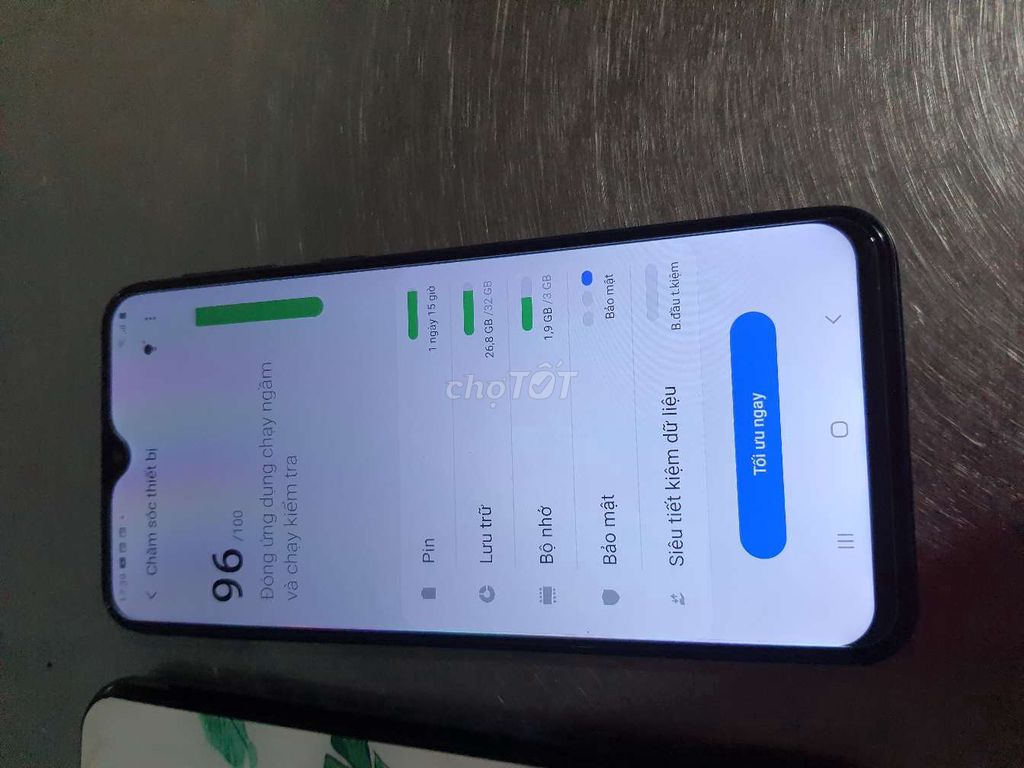 17:39
Chăm sóc thiết bị
96 /100
Đóng ứng dụng chạy ngầm
và chạy kiểm tra
Pin
1 ngày 15 giờ
Lưu trữ
26,8 GB /32 GB
Bộ nhớ
1,9 GB /3 GB
Bảo mật
Bảo mật
Siêu tiết kiệm dữ liệu
B.đầu t.kiệm
Tối ưu ngay
chợTỐT